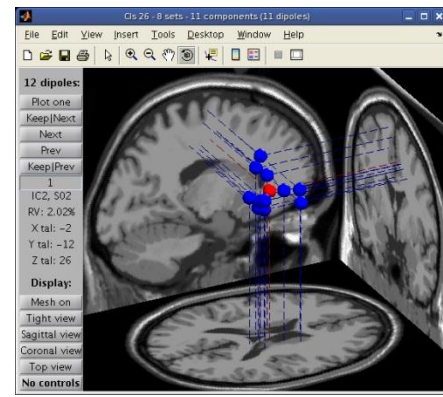 Cls 26 - 8 sets - 11 components (11 dipoles)
File Edit View Insert Tools Desktop Window Help
12 dipoles:
Plot one
Keep|Next
Next
Prev
Keep|Prev
1
IC2, S02
RV: 2.02%
X tal: -2
Y tal: -12
Z tal: 26
Display:
Mesh on
Tight view
Sagittal view
Coronal view
Top view
No controls